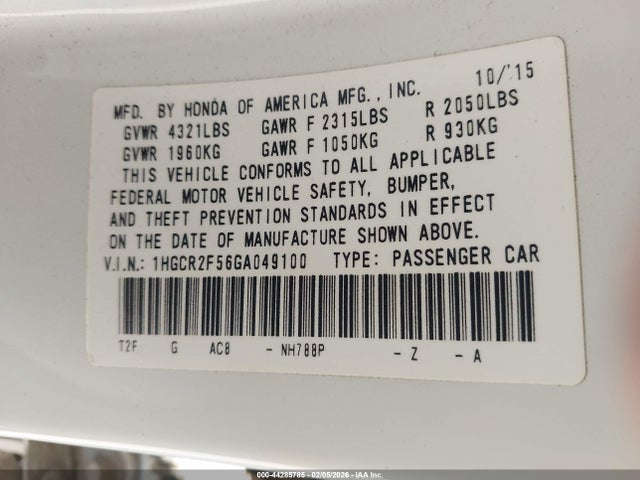 MFD. BY HONDA OF AMERICA MFG., INC. 10/'15
GVWR 4321LBS GAWR F 2315LBS R 2050LBS
GVWR 1960KG GAWR F 1050KG R 930KG
THIS VEHICLE CONFORMS TO ALL APPLICABLE
FEDERAL MOTOR VEHICLE SAFETY, BUMPER,
AND THEFT PREVENTION STANDARDS IN EFFECT
ON THE DATE OF MANUFACTURE SHOWN ABOVE.
V.I.N.: 1HGCR2F56GA049100 TYPE: PASSENGER CAR
T2F G AC8 - NH788P - Z - A
000-44285785 - 02/05/2026 - IAA Inc.